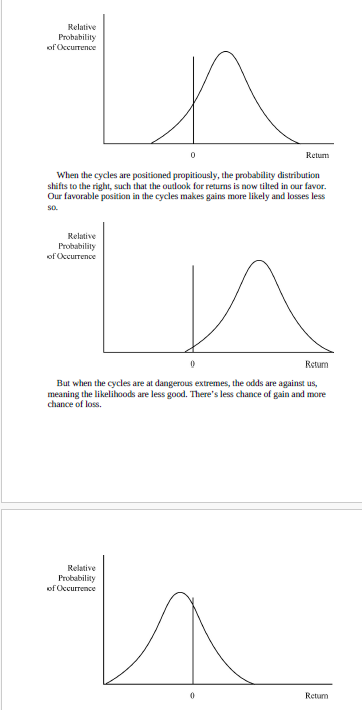 Relative
Probability
of Occurrence
0
Return
When the cycles are positioned propitiously, the probability distribution
shifts to the right, such that the outlook for returns is now tilted in our favor.
Our favorable position in the cycles makes gains more likely and losses less
so.
Relative
Probability
of Occurrence
0
Return
But when the cycles are at dangerous extremes, the odds are against us,
meaning the likelihoods are less good. There's less chance of gain and more
chance of loss.
Relative
Probability
of Occurrence
0
Return